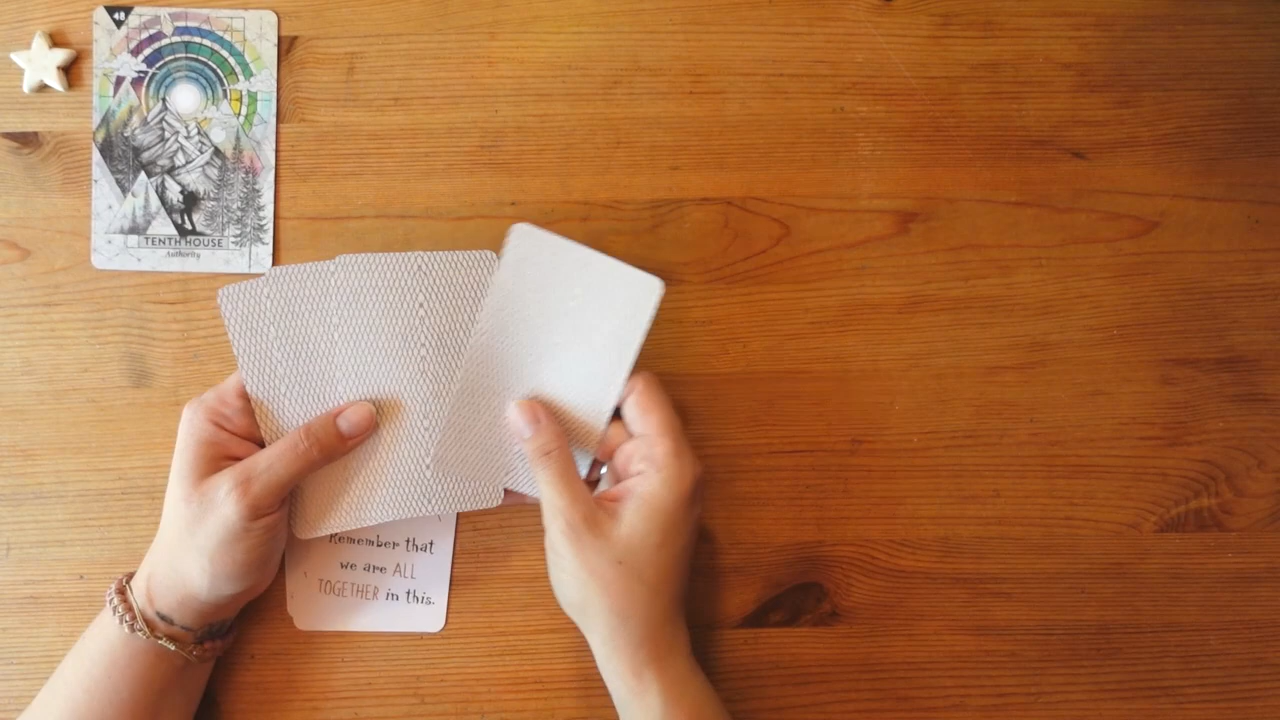 48
TENTH HOUSE
Authority
Remember that
we are ALL
TOGETHER in this.